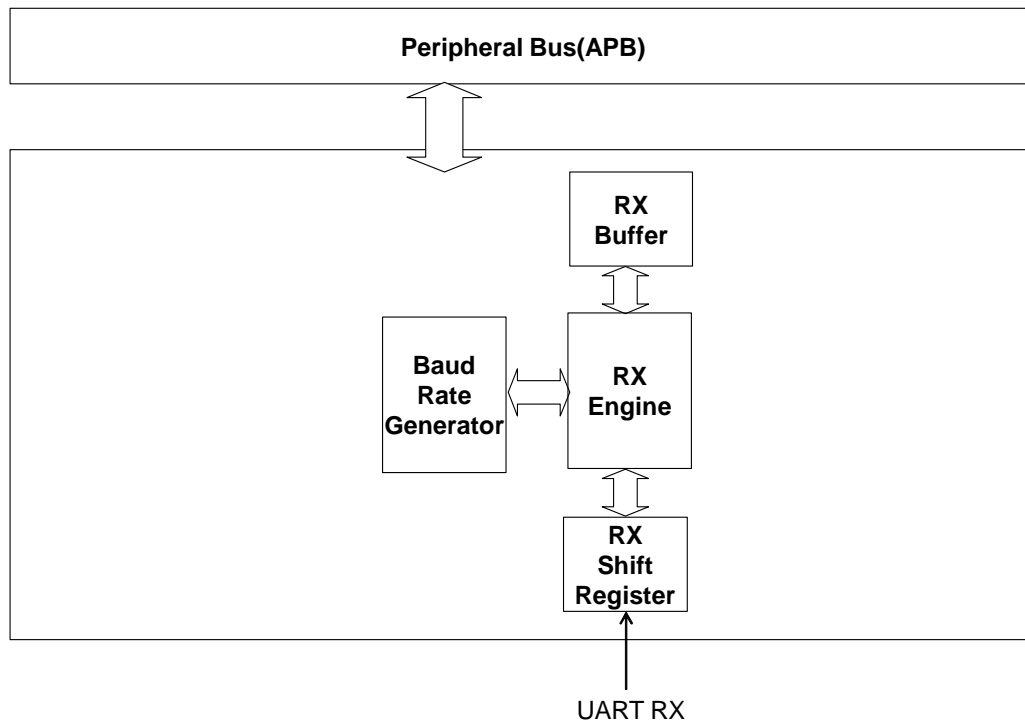 Peripheral Bus(APB)
RX
Buffer
Baud
Rate
Generator
RX
Engine
RX
Shift
Register
UART RX